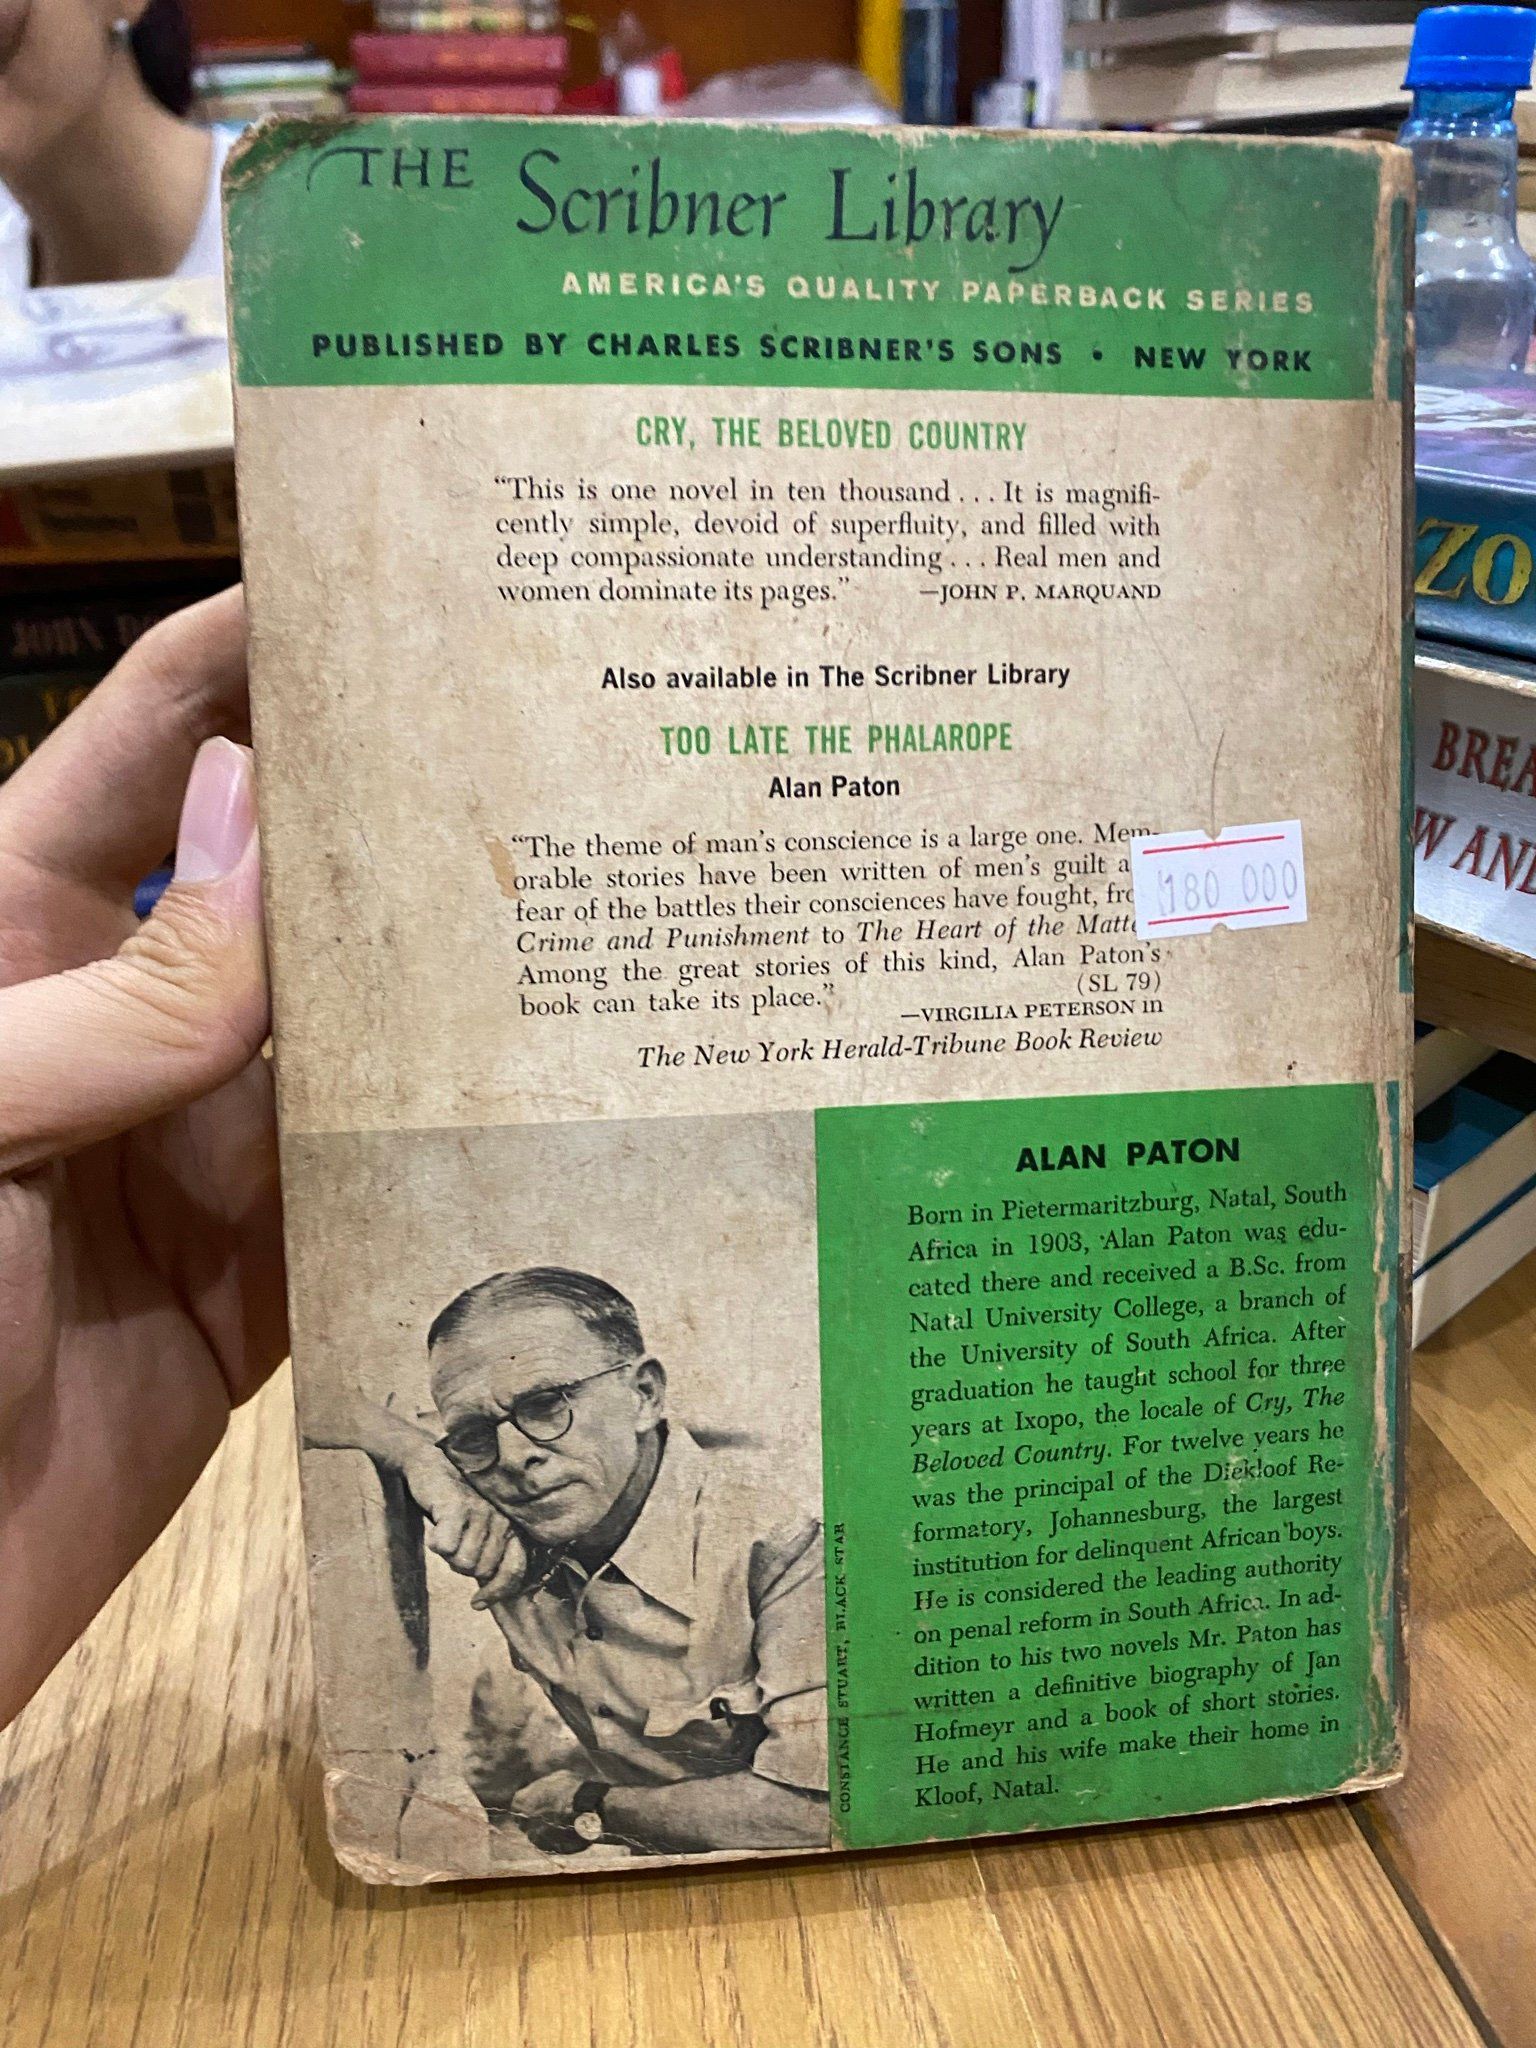 THE Scribner Library
AMERICA'S QUALITY PAPERBACK SERIES
PUBLISHED BY CHARLES SCRIBNER'S SONS • NEW YORK
CRY, THE BELOVED COUNTRY
“This is one novel in ten thousand . . . It is magnifi-
cently simple, devoid of superfluity, and filled with
deep compassionate understanding . . . Real men and
women dominate its pages.” —JOHN P. MARQUAND
Also available in The Scribner Library
TOO LATE THE PHALAROPE
Alan Paton
“The theme of man's conscience is a large one. Mem-
orable stories have been written of men's guilt
fear of the battles their consciences have fought,
Crime and Punishment to The Heart of the
Among the great stories of this kind, Alan Paton's
book can take its place.” (SL 79)
—VIRGILIA PETERSON in
The New York Herald-Tribune Book Review
180 000
ALAN PATON
Born in Pietermaritzburg, Natal, South
Africa in 1903, Alan Paton was edu-
cated there and received a B.Sc. from
Natal University College, a branch of
the University of South Africa. After
graduation he taught school for three
years at Ixopo, the locale of Cry, The
Beloved Country. For twelve years he
was the principal of the Diekloof Re-
formatory, Johannesburg, the largest
institution for delinquent African boys.
He is considered the leading authority
on penal reform in South Africa. In ad-
dition to his two novels Mr. Paton has
written a definitive biography of Jan
Hofmeyr and a book of short stories.
He and his wife make their home in
Kloof, Natal.
CONSTANCE STUART, BLACK STAR
ZO
BREA
W AND